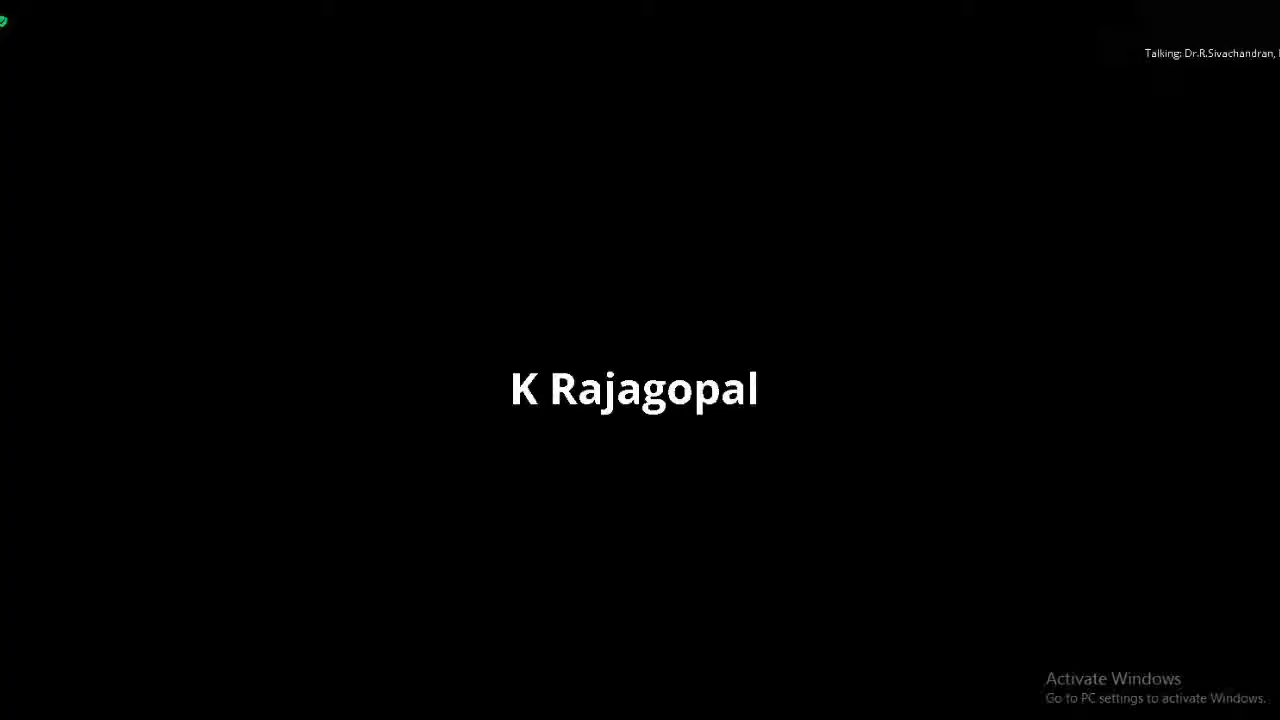 Talking: Dr.R.Sivachandran,
K Rajagopal
Activate Windows
Go to PC settings to activate Windows.